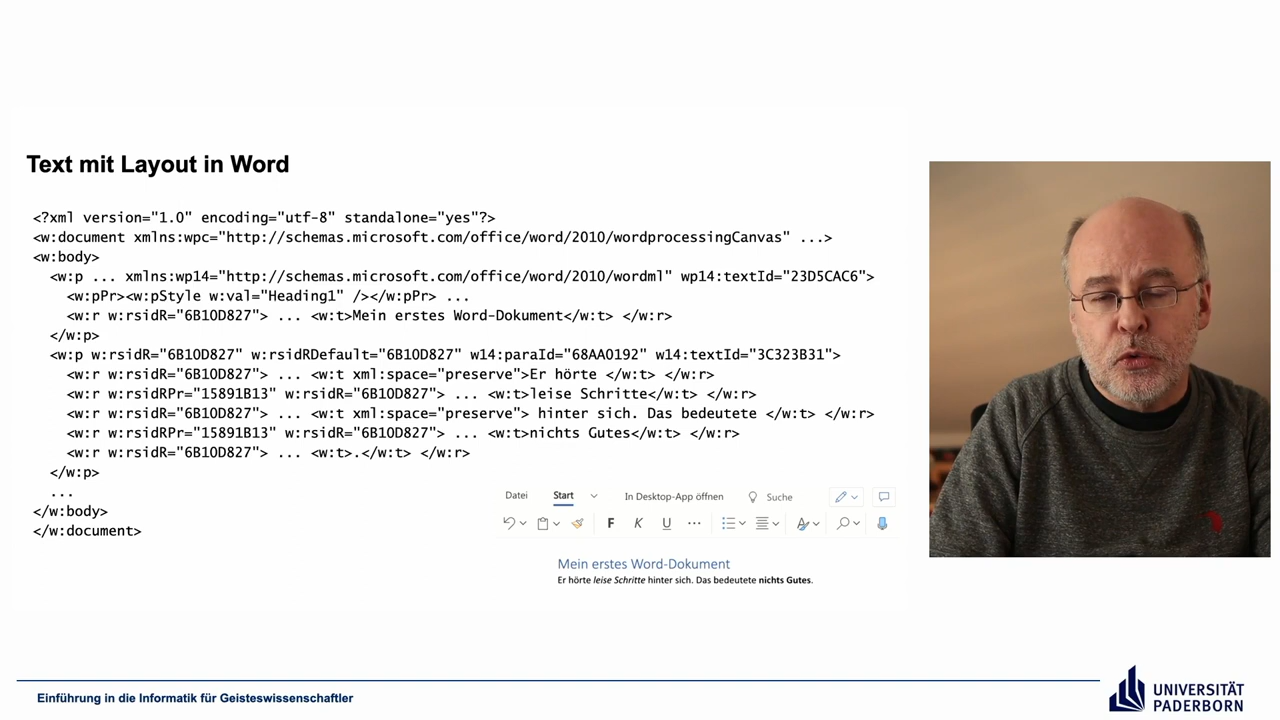 Text mit Layout in Word
<?xml version="1.0" encoding="utf-8" standalone="yes"?>
<w:document xmlns:wpc="http://schemas.microsoft.com/office/word/2010/wordprocessingCanvas" ...>
<w:body>
<w:p ... xmlns:wp14="http://schemas.microsoft.com/office/word/2010/wordml" wp14:textId="23D5CAC6">
<w:pPr><w:pStyle w:val="Heading1" /></w:pPr> ...
<w:r w:rsidR="6B10D827"> ... <w:t>Mein erstes Word-Dokument</w:t> </w:r>
</w:p>
<w:p w:rsidR="6B10D827" w:rsidRDefault="6B10D827" w14:paraId="68AA0192" w14:textId="3C323B31">
<w:r w:rsidR="6B10D827"> ... <w:t xml:space="preserve">Er hörte </w:t> </w:r>
<w:r w:rsidRPr="15891B13" w:rsidR="6B10D827"> ... <w:t>leise Schritte</w:t> </w:r>
<w:r w:rsidR="6B10D827"> ... <w:t xml:space="preserve"> hinter sich. Das bedeutete </w:t> </w:r>
<w:r w:rsidRPr="15891B13" w:rsidR="6B10D827"> ... <w:t>nichts Gutes</w:t> </w:r>
<w:r w:rsidR="6B10D827"> ... <w:t>.</w:t> </w:r>
</w:p>
...
</w:body>
</w:document>
Datei Start In Desktop-App öffnen Suche
F K U ...
Mein erstes Word-Dokument
Er hörte leise Schritte hinter sich. Das bedeutete nichts Gutes.
Einführung in die Informatik für Geisteswissenschaftler
UNIVERSITÄT
PADERBORN